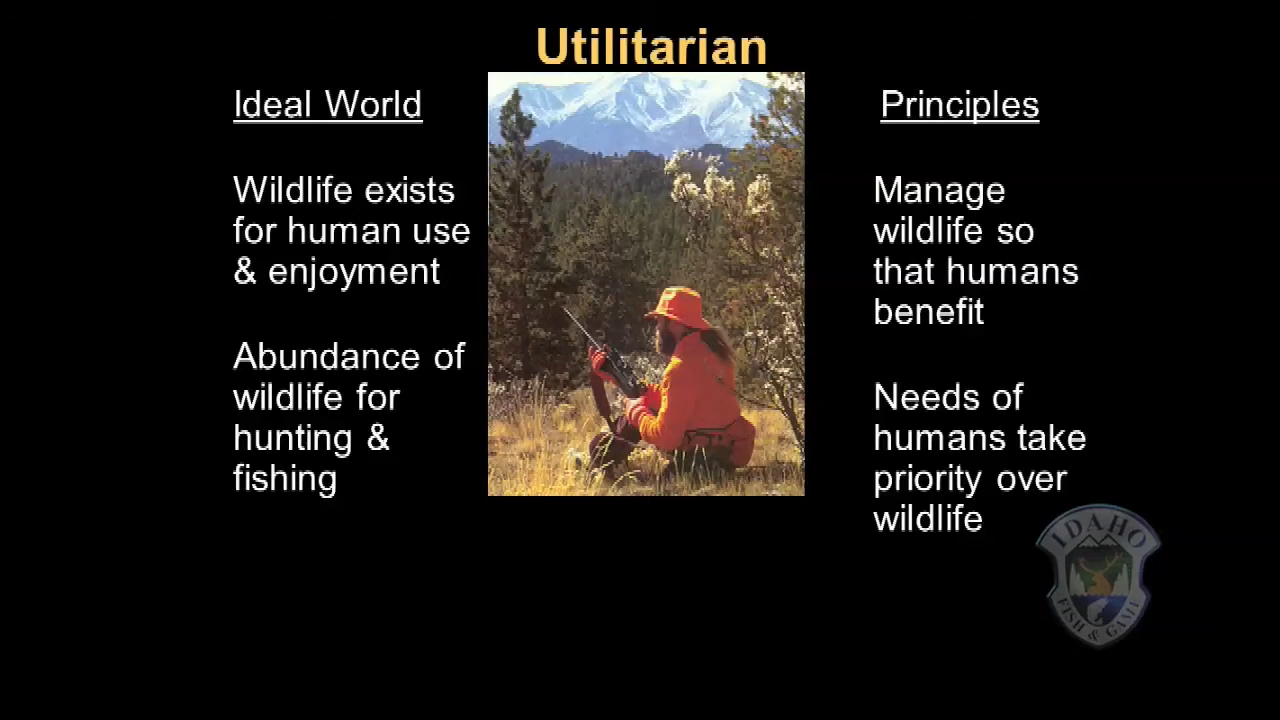 Utilitarian
Ideal World
Wildlife exists
for human use
& enjoyment
Abundance of
wildlife for
hunting &
fishing
Principles
Manage
wildlife so
that humans
benefit
Needs of
humans take
priority over
wildlife
IDAHO
FISH & GAME